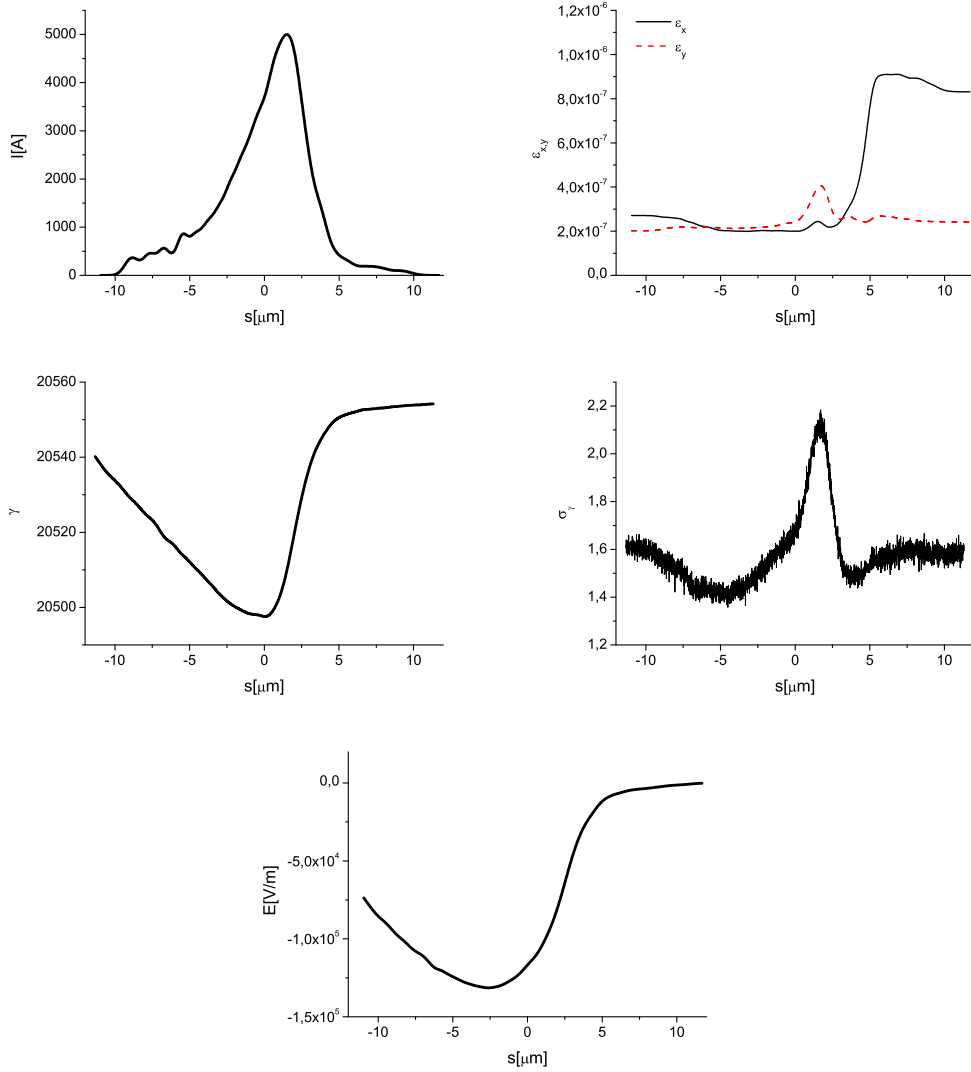 I[A]
5000
4000
3000
2000
1000
0
-10 -5 0 5 10
s[μm]
ε_{x,y}
1,2x10^{-6}
1,0x10^{-6}
8,0x10^{-7}
6,0x10^{-7}
4,0x10^{-7}
2,0x10^{-7}
0,0
ε_x
ε_y
-10 -5 0 5 10
s[μm]
γ
20560
20540
20520
20500
-10 -5 0 5 10
s[μm]
σ_γ
2,2
2,0
1,8
1,6
1,4
1,2
-10 -5 0 5 10
s[μm]
E[V/m]
0,0
-5,0x10^4
-1,0x10^5
-1,5x10^5
-10 -5 0 5 10
s[μm]